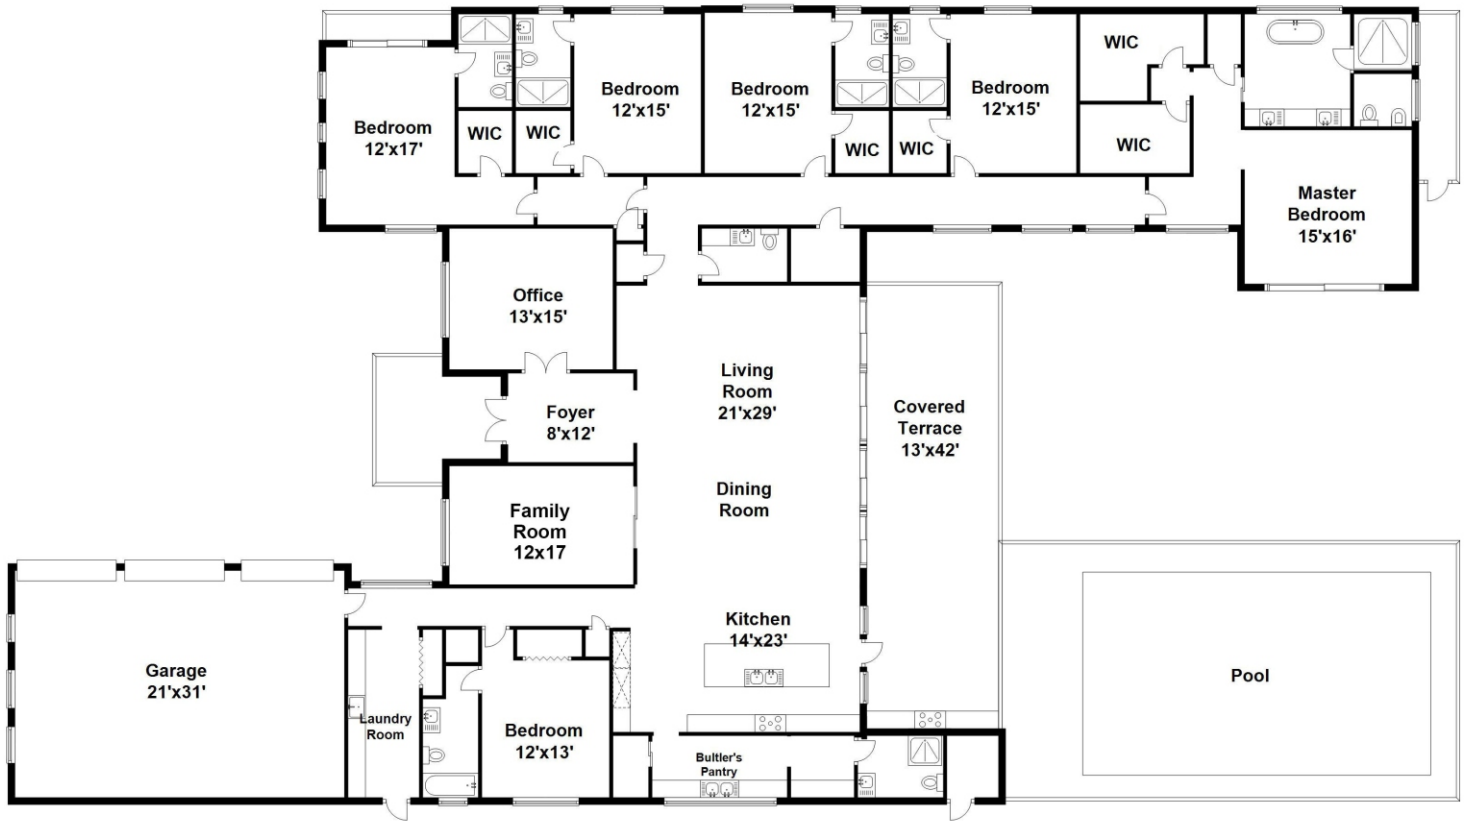 WIC
Bedroom
12'x15'
Bedroom
12'x15'
Bedroom
12'x15'
Bedroom
12'x17'
WIC
WIC
WIC
WIC
WIC
Master
Bedroom
15'x16'
Office
13'x15'
Living
Room
21'x29'
Foyer
8'x12'
Covered
Terrace
13'x42'
Dining
Room
Family
Room
12x17
Kitchen
14'x23'
Garage
21'x31'
Pool
Laundry
Room
Bedroom
12'x13'
Bultler's
Pantry